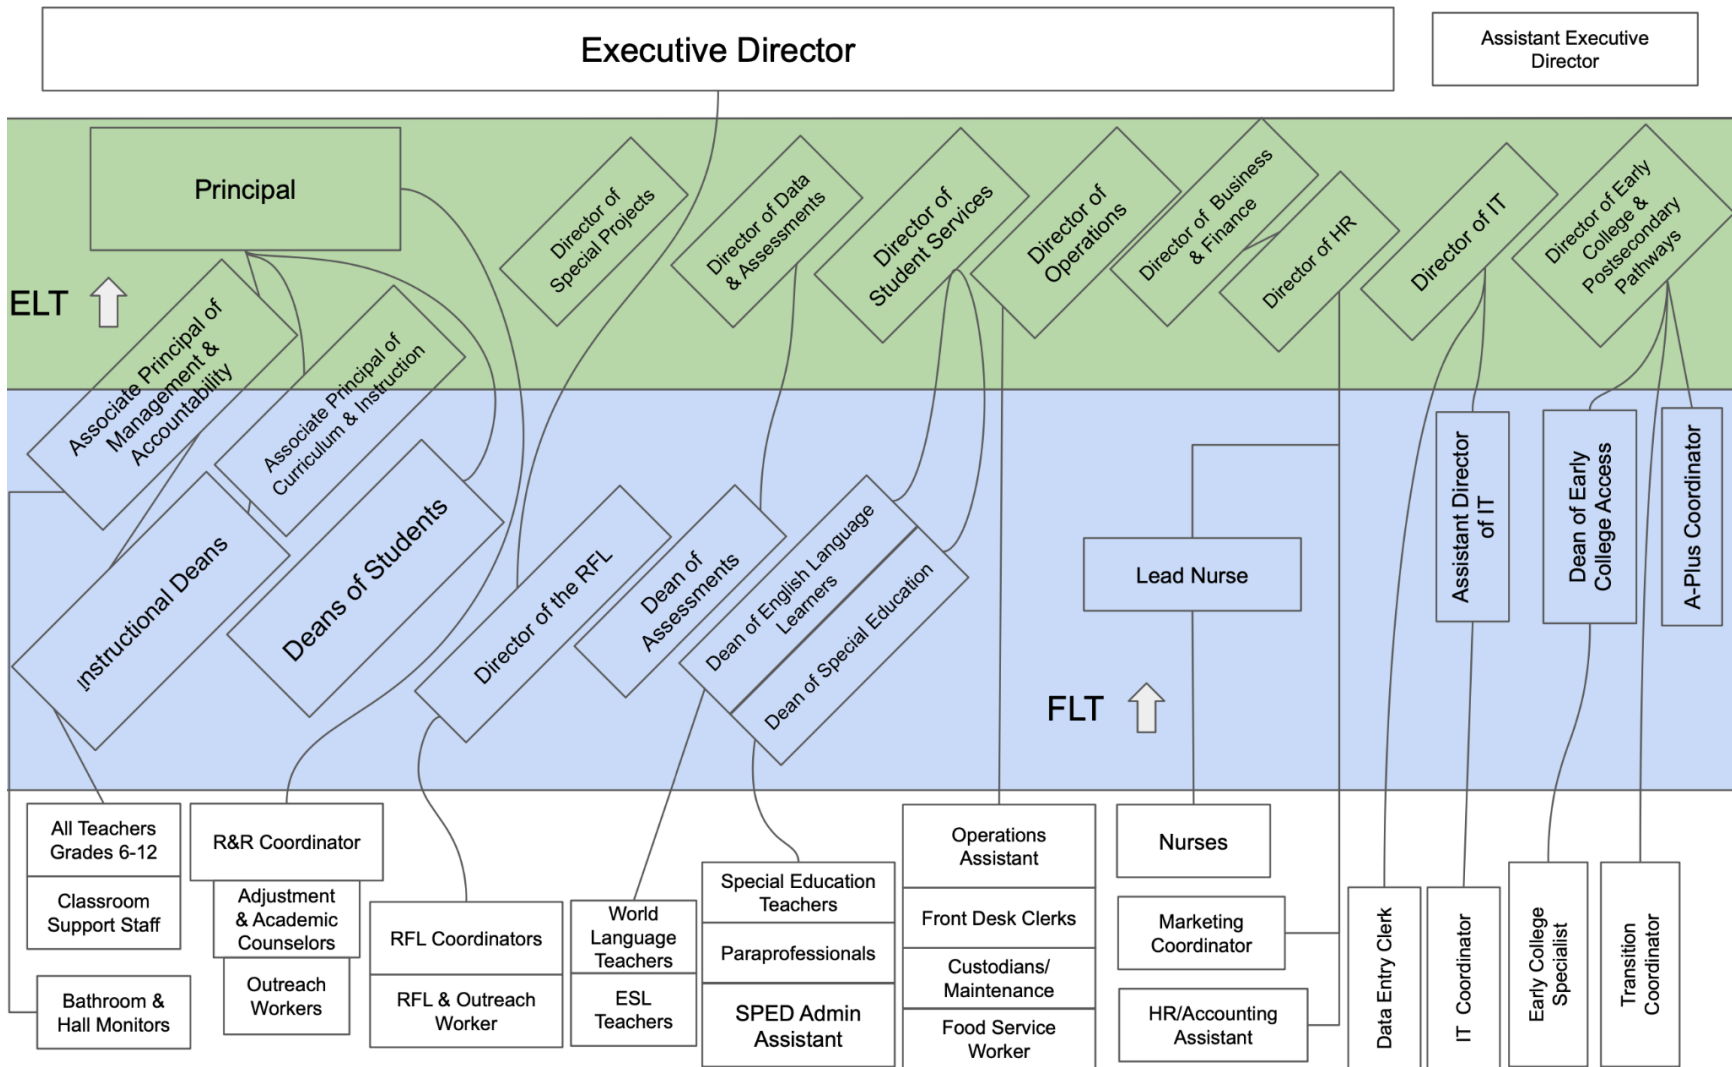 Executive Director
Assistant Executive
Director
Principal
Director of
Special Projects
Director of Data
& Assessments
Director of
Student Services
Director of
Operations
Director of Business
& Finance
Director of HR
Director of IT
Director of Early
College &
Postsecondary
Pathways
ELT
Associate Principal of
Management &
Accountability
Associate Principal of
Curriculum & Instruction
Instructional Deans
Deans of Students
Director of the RFL
Dean of
Assessments
Dean of English Language
Learners
Dean of Special Education
Lead Nurse
Assistant Director
of IT
Dean of Early
College Access
A-Plus Coordinator
FLT
All Teachers
Grades 6-12
Classroom
Support Staff
Bathroom &
Hall Monitors
R&R Coordinator
Adjustment
& Academic
Counselors
Outreach
Workers
RFL Coordinators
RFL & Outreach
Worker
World
Language
Teachers
ESL
Teachers
Special Education
Teachers
Paraprofessionals
SPED Admin
Assistant
Operations
Assistant
Front Desk Clerks
Custodians/
Maintenance
Food Service
Worker
Nurses
Marketing
Coordinator
HR/Accounting
Assistant
Data Entry Clerk
IT Coordinator
Early College
Specialist
Transition
Coordinator